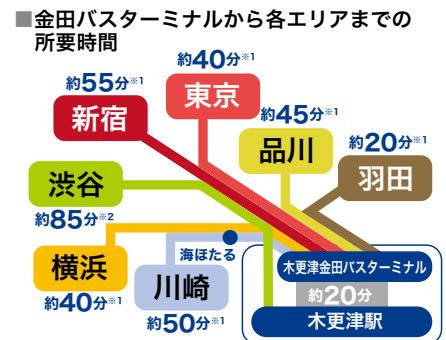 ■金田バスターミナルから各エリアまでの
所要時間
約40分※1
東京
約55分※1
新宿
約45分※1
品川
約20分※1
羽田
渋谷
約85分※2
横浜
約40分※1
海ほたる
川崎
約50分※1
木更津金田バスターミナル
約20分
木更津駅